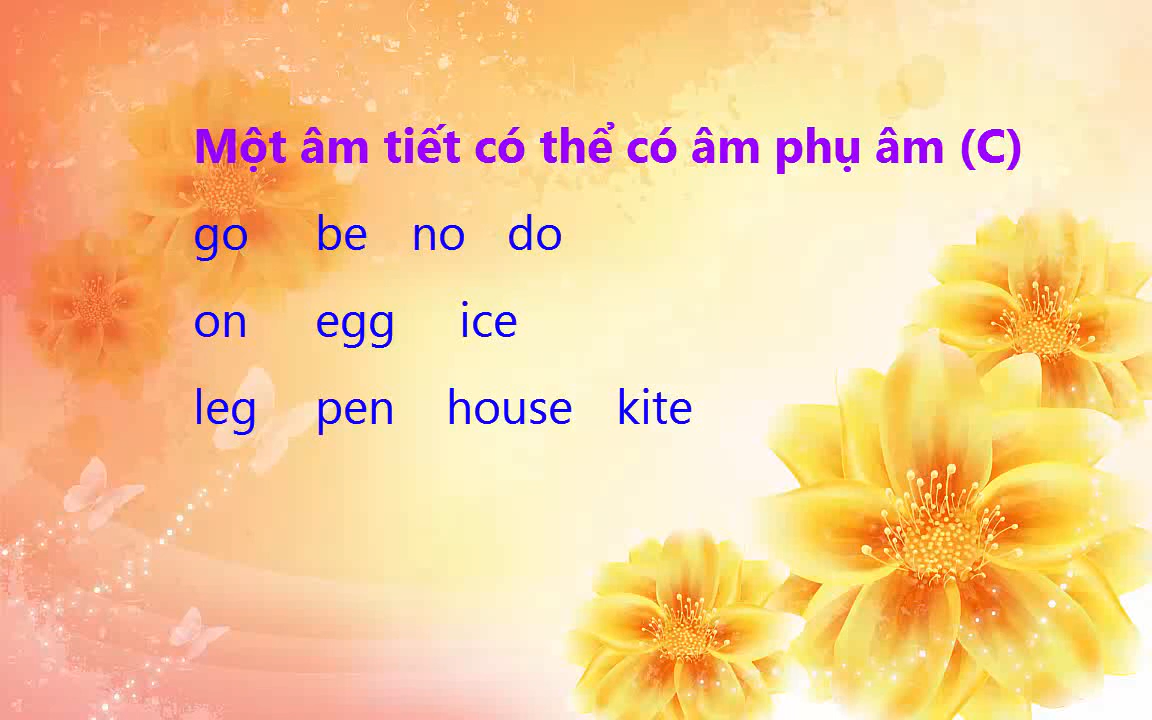 Một âm tiết có thể có âm phụ âm (C)
go be no do
on egg ice
leg pen house kite